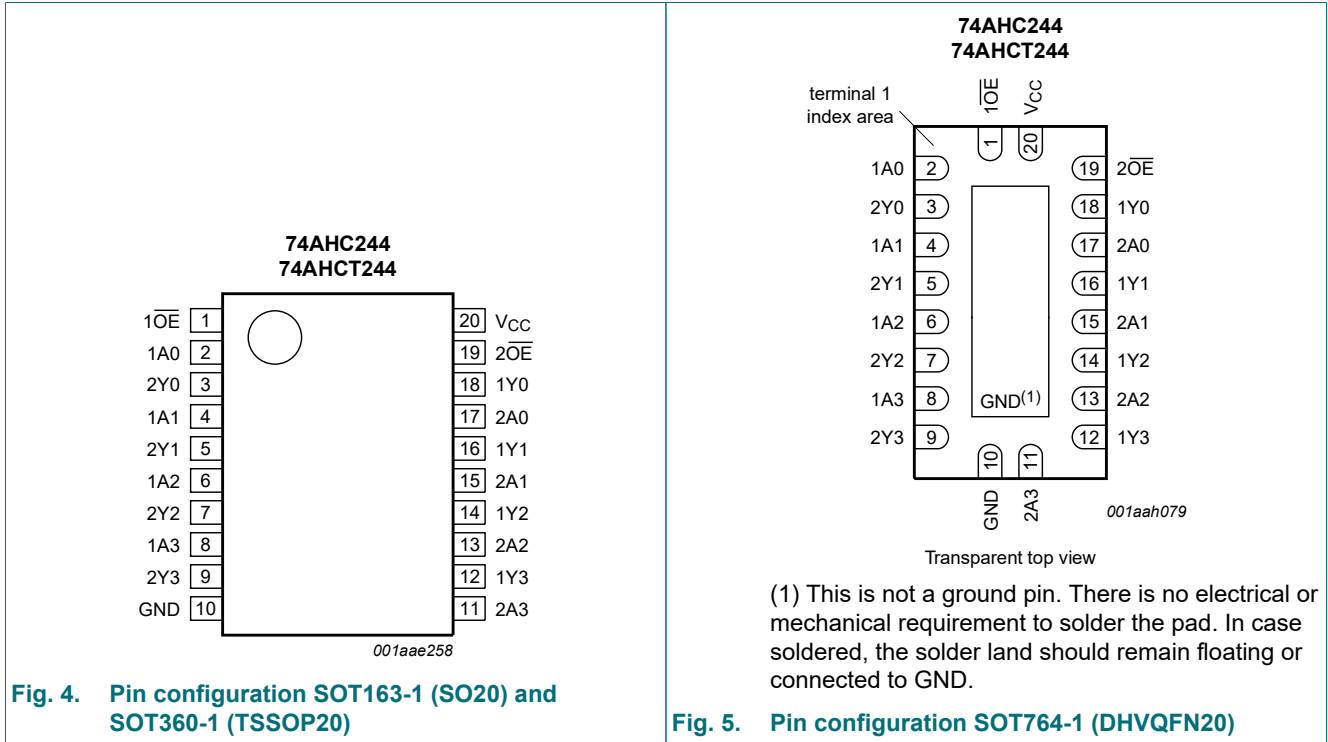 74AHC244
74AHCT244
1OE 1
1A0 2
2Y0 3
1A1 4
2Y1 5
1A2 6
2Y2 7
1A3 8
2Y3 9
GND 10
20 VCC
19 2OE
18 1Y0
17 2A0
16 1Y1
15 2A1
14 1Y2
13 2A2
12 1Y3
11 2A3
001aae258
Fig. 4. Pin configuration SOT163-1 (SO20) and
SOT360-1 (TSSOP20)
74AHC244
74AHCT244
terminal 1
index area
1OE
VCC
1
20
1A0 2
2Y0 3
1A1 4
2Y1 5
1A2 6
2Y2 7
1A3 8
2Y3 9
GND(1)
19 2OE
18 1Y0
17 2A0
16 1Y1
15 2A1
14 1Y2
13 2A2
12 1Y3
10
11
GND
2A3
001aah079
Transparent top view
(1) This is not a ground pin. There is no electrical or
mechanical requirement to solder the pad. In case
soldered, the solder land should remain floating or
connected to GND.
Fig. 5. Pin configuration SOT764-1 (DHVQFN20)